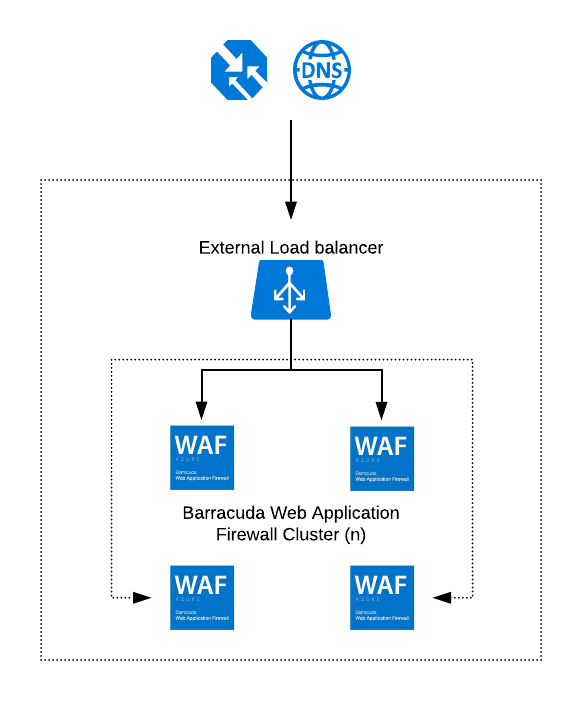 DNS
External Load balancer
WAF
AZURE
Barracuda
Web Application Firewall
WAF
AZURE
Barracuda
Web Application Firewall
Barracuda Web Application
Firewall Cluster (n)
WAF
AZURE
Barracuda
Web Application Firewall
WAF
AZURE
Barracuda
Web Application Firewall